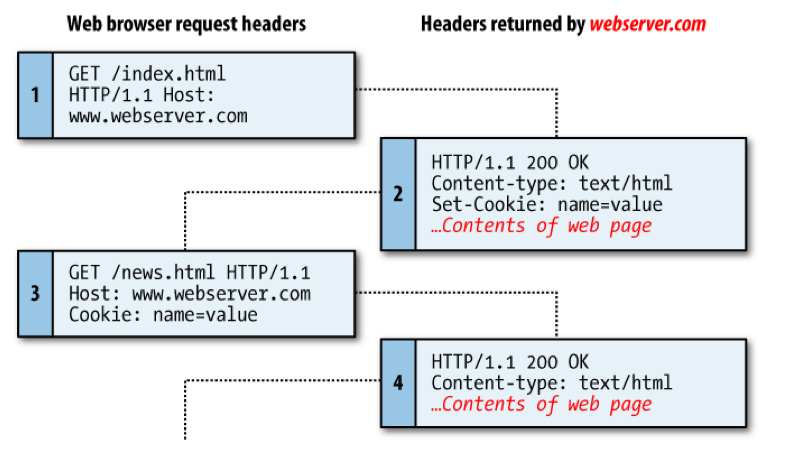 Web browser request headers
Headers returned by webserver.com
1
GET /index.html
HTTP/1.1 Host:
www.webserver.com
2
HTTP/1.1 200 OK
Content-type: text/html
Set-Cookie: name=value
…Contents of web page
3
GET /news.html HTTP/1.1
Host: www.webserver.com
Cookie: name=value
4
HTTP/1.1 200 OK
Content-type: text/html
…Contents of web page